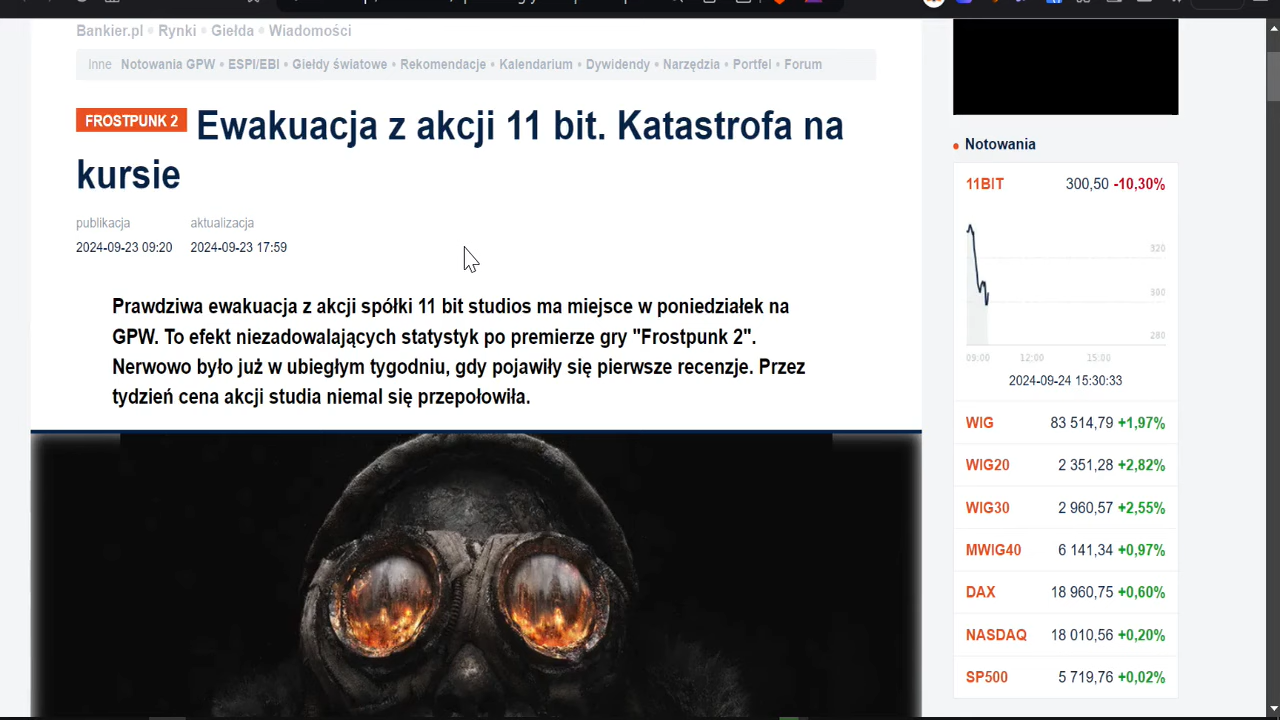 Bankier.pl Rynki Giełda Wiadomości
Inne Notowania GPW • ESPI/EBI • Giełdy światowe • Rekomendacje • Kalendarium • Dywidendy • Narzędzia • Portfel • Forum
FROSTPUNK 2 Ewakuacja z akcji 11 bit. Katastrofa na
kursie
publikacja aktualizacja
2024-09-23 09:20 2024-09-23 17:59
Prawdziwa ewakuacja z akcji spółki 11 bit studios ma miejsce w poniedziałek na
GPW. To efekt niezadowalających statystyk po premierze gry "Frostpunk 2".
Nerwowo było już w ubiegłym tygodniu, gdy pojawiły się pierwsze recenzje. Przez
tydzień cena akcji studia niemal się przepołowiła.
Notowania
11BIT 300,50 -10,30%
320
300
280
09:00 12:00 15:00
2024-09-24 15:30:33
WIG 83 514,79 +1,97%
WIG20 2 351,28 +2,82%
WIG30 2 960,57 +2,55%
MWIG40 6 141,34 +0,97%
DAX 18 960,75 +0,60%
NASDAQ 18 010,56 +0,20%
SP500 5 719,76 +0,02%